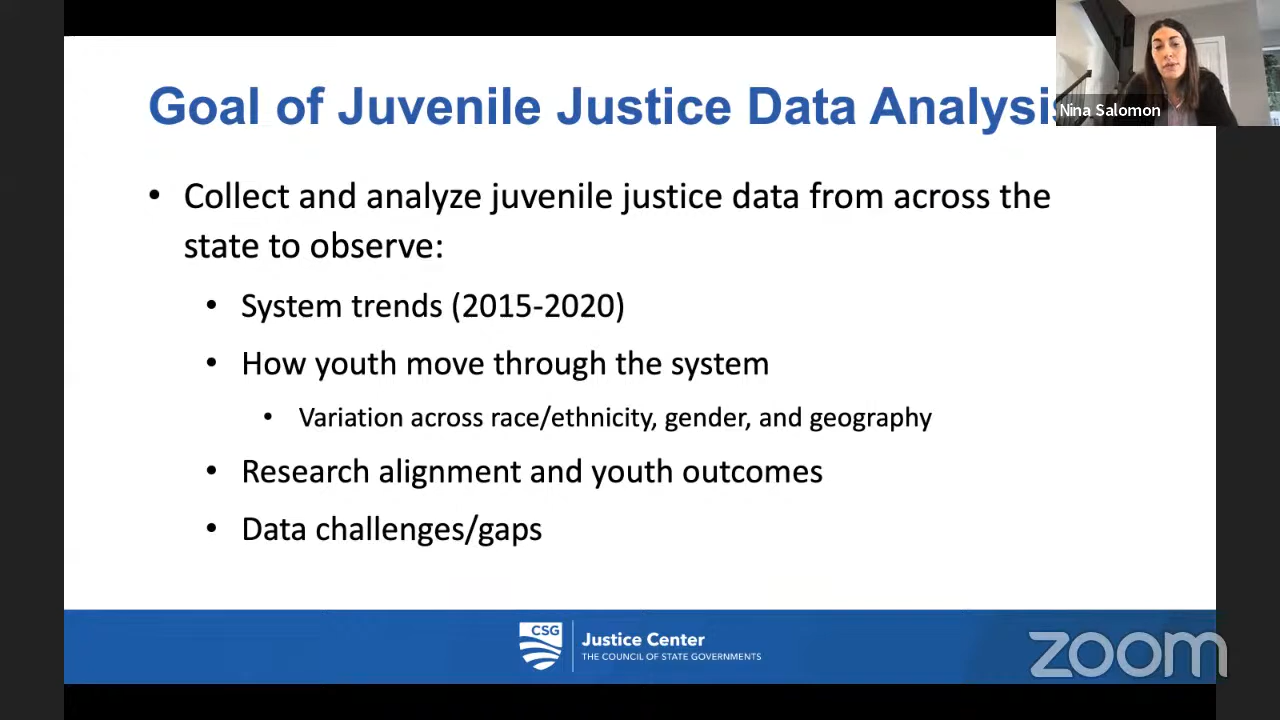 Goal of Juvenile Justice Data Analysis
Nina Salomon
• Collect and analyze juvenile justice data from across the
state to observe:
• System trends (2015-2020)
• How youth move through the system
• Variation across race/ethnicity, gender, and geography
• Research alignment and youth outcomes
• Data challenges/gaps
CSG
Justice Center
THE COUNCIL OF STATE GOVERNMENTS
zoom